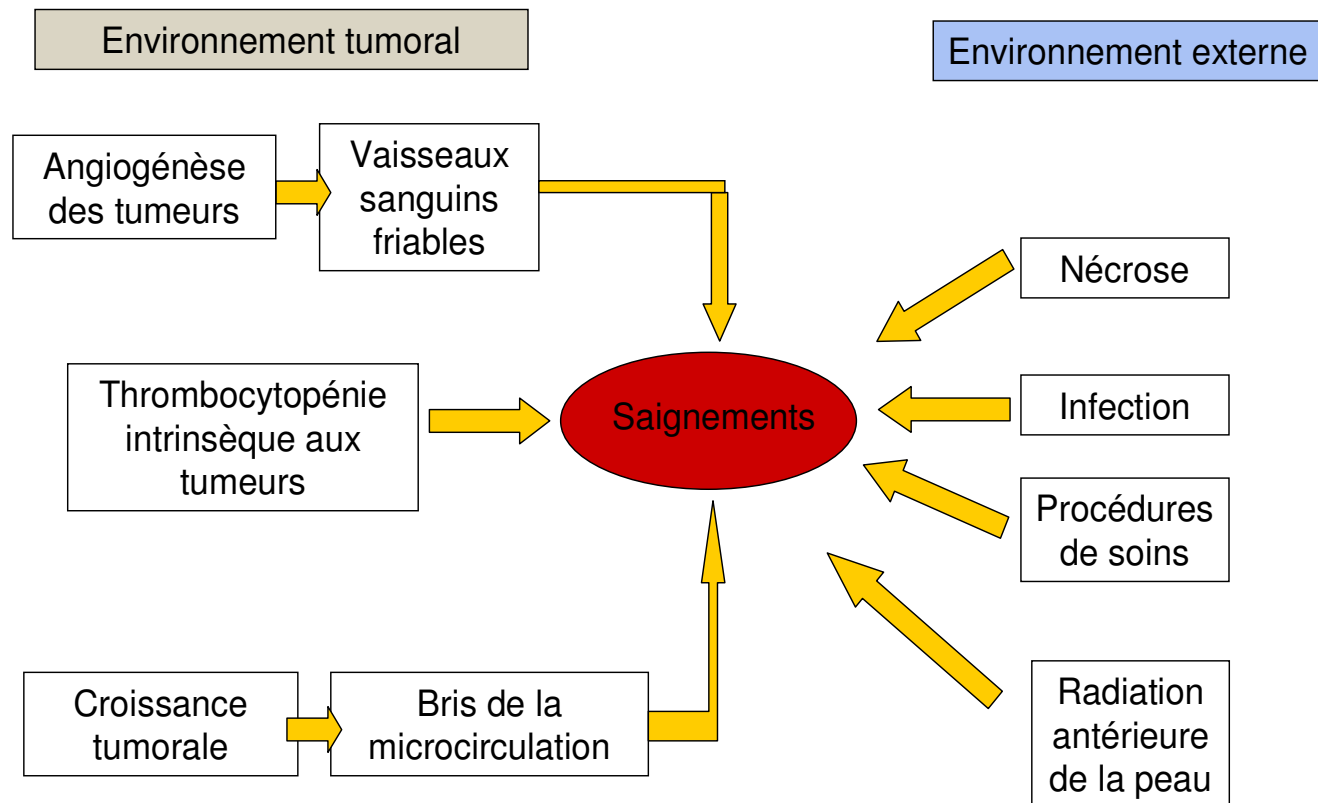 Environnement tumoral
Environnement externe
Angiogénèse
des tumeurs
Vaisseaux
sanguins
friables
Nécrose
Thrombocytopénie
intrinsèque aux
tumeurs
Saignements
Infection
Procédures
de soins
Croissance
tumorale
Bris de la
microcirculation
Radiation
antérieure
de la peau